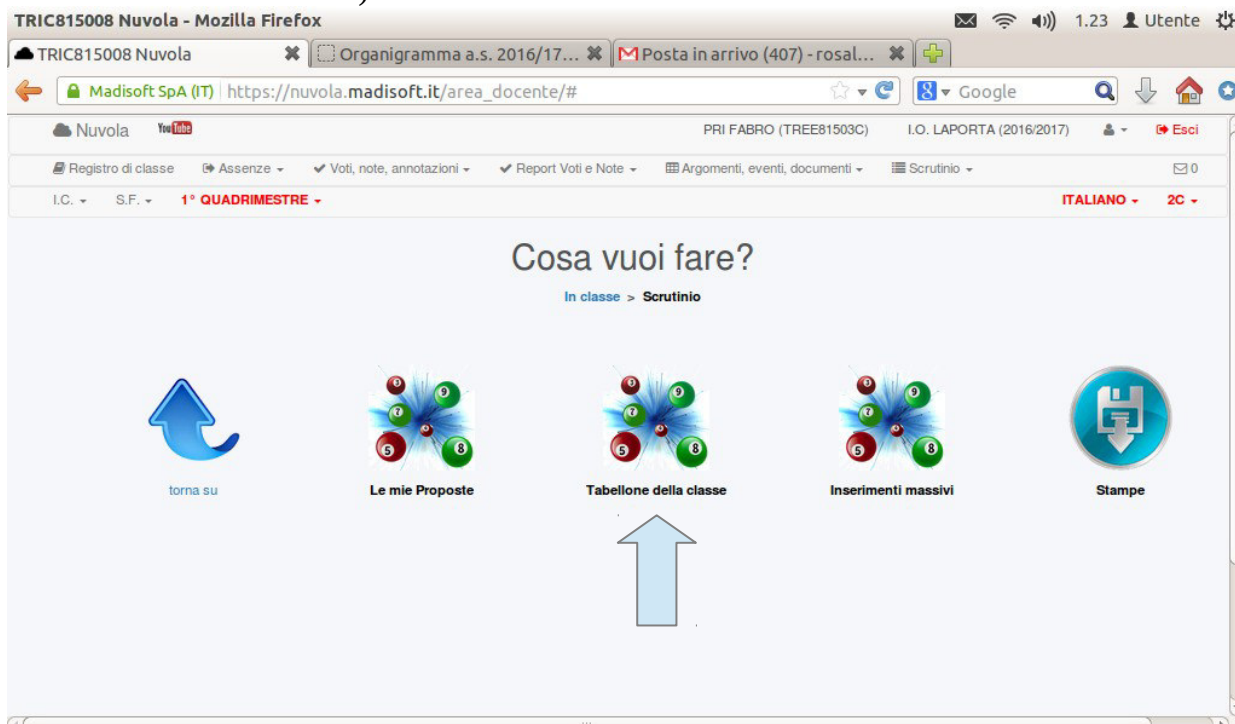 TRIC815008 Nuvola - Mozilla Firefox 1.23 Utente
TRIC815008 Nuvola Organigramma a.s. 2016/17... Posta in arrivo (407) - rosal...
Madisoft SpA (IT) https://nuvola.madisoft.it/area_docente/# Google
Nuvola YouTube PRI FABRO (TREE81503C) I.O. LAPORTA (2016/2017) Esci
Registro di classe Assenze Voti, note, annotazioni Report Voti e Note Argomenti, eventi, documenti Scrutinio 0
I.C. S.F. 1° QUADRIMESTRE ITALIANO 2C
Cosa vuoi fare?
In classe > Scrutinio
torna su Le mie Proposte Tabellone della classe Inserimenti massivi Stampe